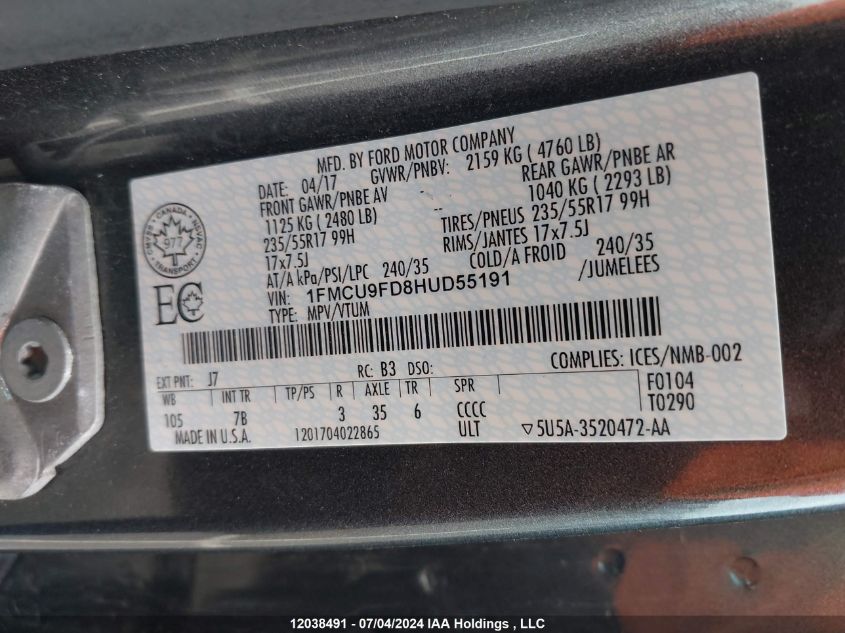 MFD. BY FORD MOTOR COMPANY
DATE: 04/17 GVWR/PNBV: 2159 KG ( 4760 LB)
FRONT GAWR/PNBE AV - REAR GAWR/PNBE AR
1125 KG ( 2480 LB) -- 1040 KG ( 2293 LB)
235/55R17 99H TIRES/PNEUS 235/55R17 99H
17x7.5J RIMS/JANTES 17x7.5J
AT/A kPa/PSI/LPC 240/35 COLD/A FROID 240/35
VIN: 1FMCU9FD8HUD55191 /JUMELEES
TYPE: MPV/VTUM
CANADA
CMVSS NSVAC
977
TRANSPORT
EC
EXT PNT: J7 RC: B3 DSO: COMPLIES: ICES/NMB-002
WB INT TR TP/PS R AXLE TR SPR F0104
105 7B 3 35 6 CCCC T0290
MADE IN U.S.A. 1201704022865 ULT ▽5U5A-3520472-AA
12038491 - 07/04/2024 IAA Holdings , LLC